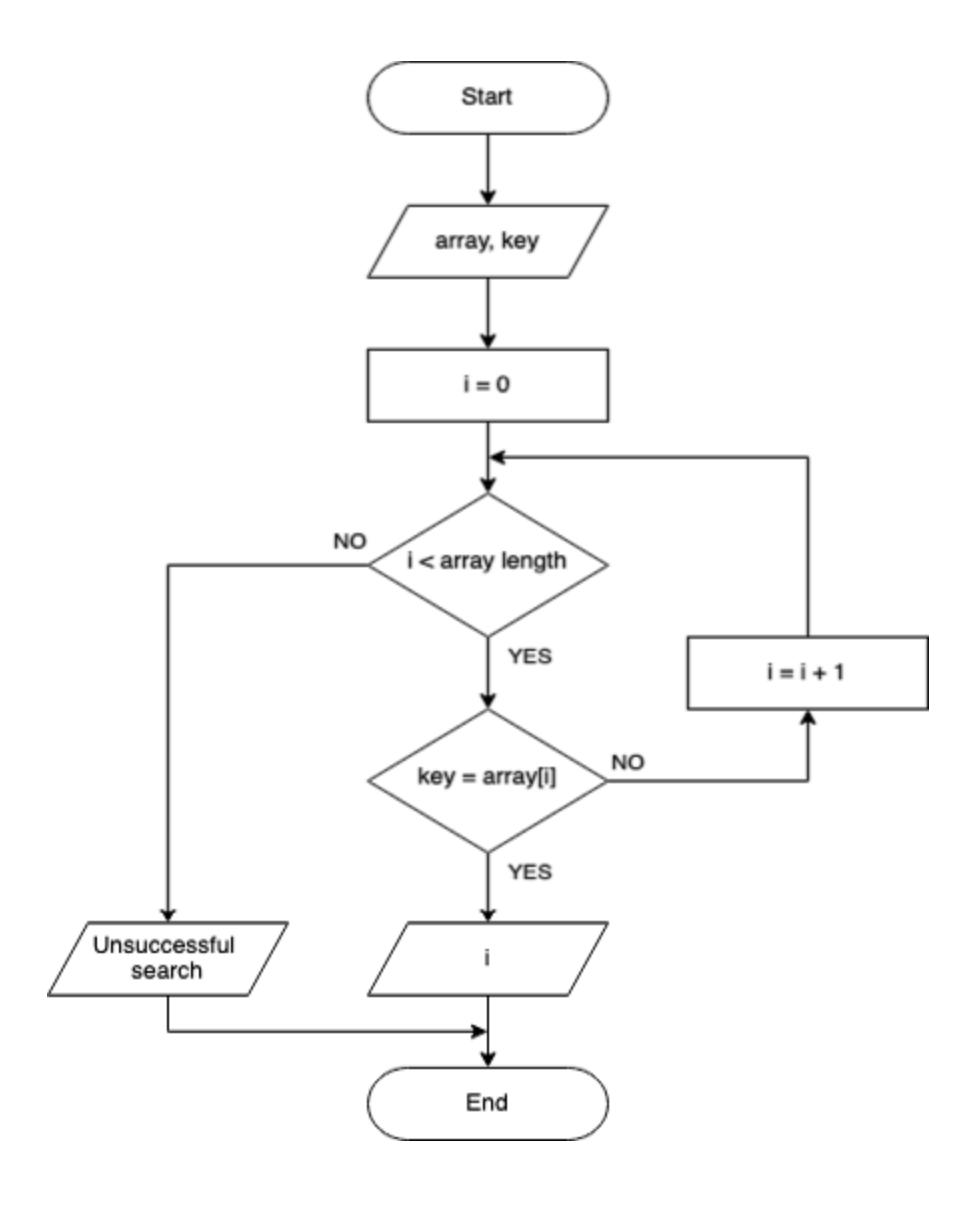 Start
array, key
i = 0
NO
i < array length
YES
i = i + 1
key = array[i]
NO
YES
Unsuccessful
search
i
End